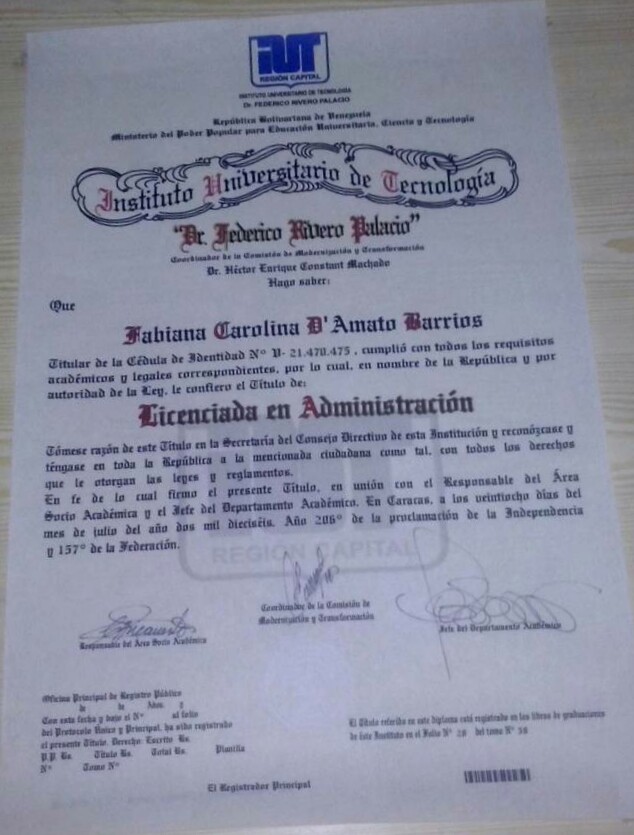 IUT
REGIÓN CAPITAL
INSTITUTO UNIVERSITARIO DE TECNOLOGÍA
Dr. FEDERICO RIVERO PALACIO
República Bolivariana de Venezuela
Ministerio del Poder Popular para Educación Universitaria, Ciencia y Tecnología
Instituto Universitario de Tecnología
"Dr. Federico Rivero Palacio"
Coordinador de la Comisión de Modernización y Transformación
Dr. Héctor Enrique Constant Machado
Hago saber:
Que
Fabiana Carolina D'Amato Barrios
Titular de la Cédula de Identidad N° V- 21.470.475 , cumplió con todos los requisitos
académicos y legales correspondientes, por lo cual, en nombre de la República y por
autoridad de la Ley, le confiero el Título de:
Licenciada en Administración
Tómese razón de este Título en la Secretaría del Consejo Directivo de esta Institución y reconózcase y
téngase en toda la República a la mencionada ciudadana como tal, con todos los derechos
que le otorgan las leyes y reglamentos.
En fe de lo cual firmo el presente Título, en unión con el Responsable del Área
Socio Académica y el Jefe del Departamento Académico. En Caracas, a los veintiocho días del
mes de julio del año dos mil dieciséis. Año 206° de la proclamación de la Independencia
y 157° de la Federación.
IUT
REGIÓN CAPITAL
Coordinador de la Comisión de
Modernización y Transformación
Responsable del Área Socio Académica
Jefe del Departamento Académico
Oficina Principal de Registro Público
de de Años y
Con esta fecha y bajo el N° al folio
del Protocolo Único y Principal, ha sido registrado
el presente Título. Derecho. Escrito Bs.
P.P. Bs. Título Bs. Total Bs. Planilla
N° Tomo N°
El Registrador Principal
El Título referido en este diploma está registrado en los libros de graduaciones
de éste Instituto en el Folio N° 28 del tomo N° 38